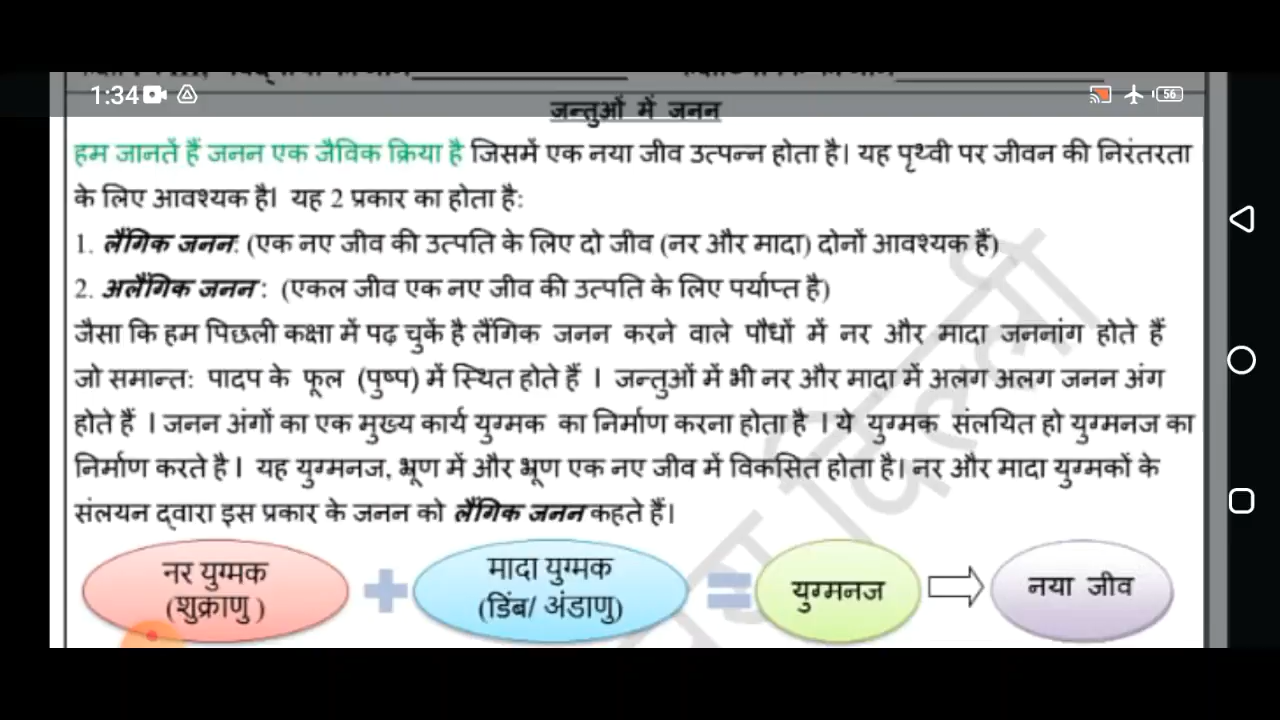 1:34
56
जन्तुओं में जनन
हम जानतें हैं जनन एक जैविक क्रिया है जिसमें एक नया जीव उत्पन्न होता है। यह पृथ्वी पर जीवन की निरंतरता
के लिए आवश्यक है। यह 2 प्रकार का होता है:
1. लैंगिक जनन: (एक नए जीव की उत्पति के लिए दो जीव (नर और मादा) दोनों आवश्यक हैं)
2. अलैंगिक जनन : (एकल जीव एक नए जीव की उत्पति के लिए पर्याप्त है)
जैसा कि हम पिछली कक्षा में पढ़ चुकें है लैंगिक जनन करने वाले पौधों में नर और मादा जननांग होते हैं
जो समान्त: पादप के फूल (पुष्प) में स्थित होते हैं । जन्तुओं में भी नर और मादा में अलग अलग जनन अंग
होते हैं । जनन अंगों का एक मुख्य कार्य युग्मक का निर्माण करना होता है । ये युग्मक संलयित हो युग्मनज का
निर्माण करते है। यह युग्मनज, भ्रूण में और भ्रूण एक नए जीव में विकसित होता है। नर और मादा युग्मकों के
संलयन द्वारा इस प्रकार के जनन को लैंगिक जनन कहते हैं।
नर युग्मक
(शुक्राणु )
मादा युग्मक
(डिंब/ अंडाणु)
युग्मनज
नया जीव